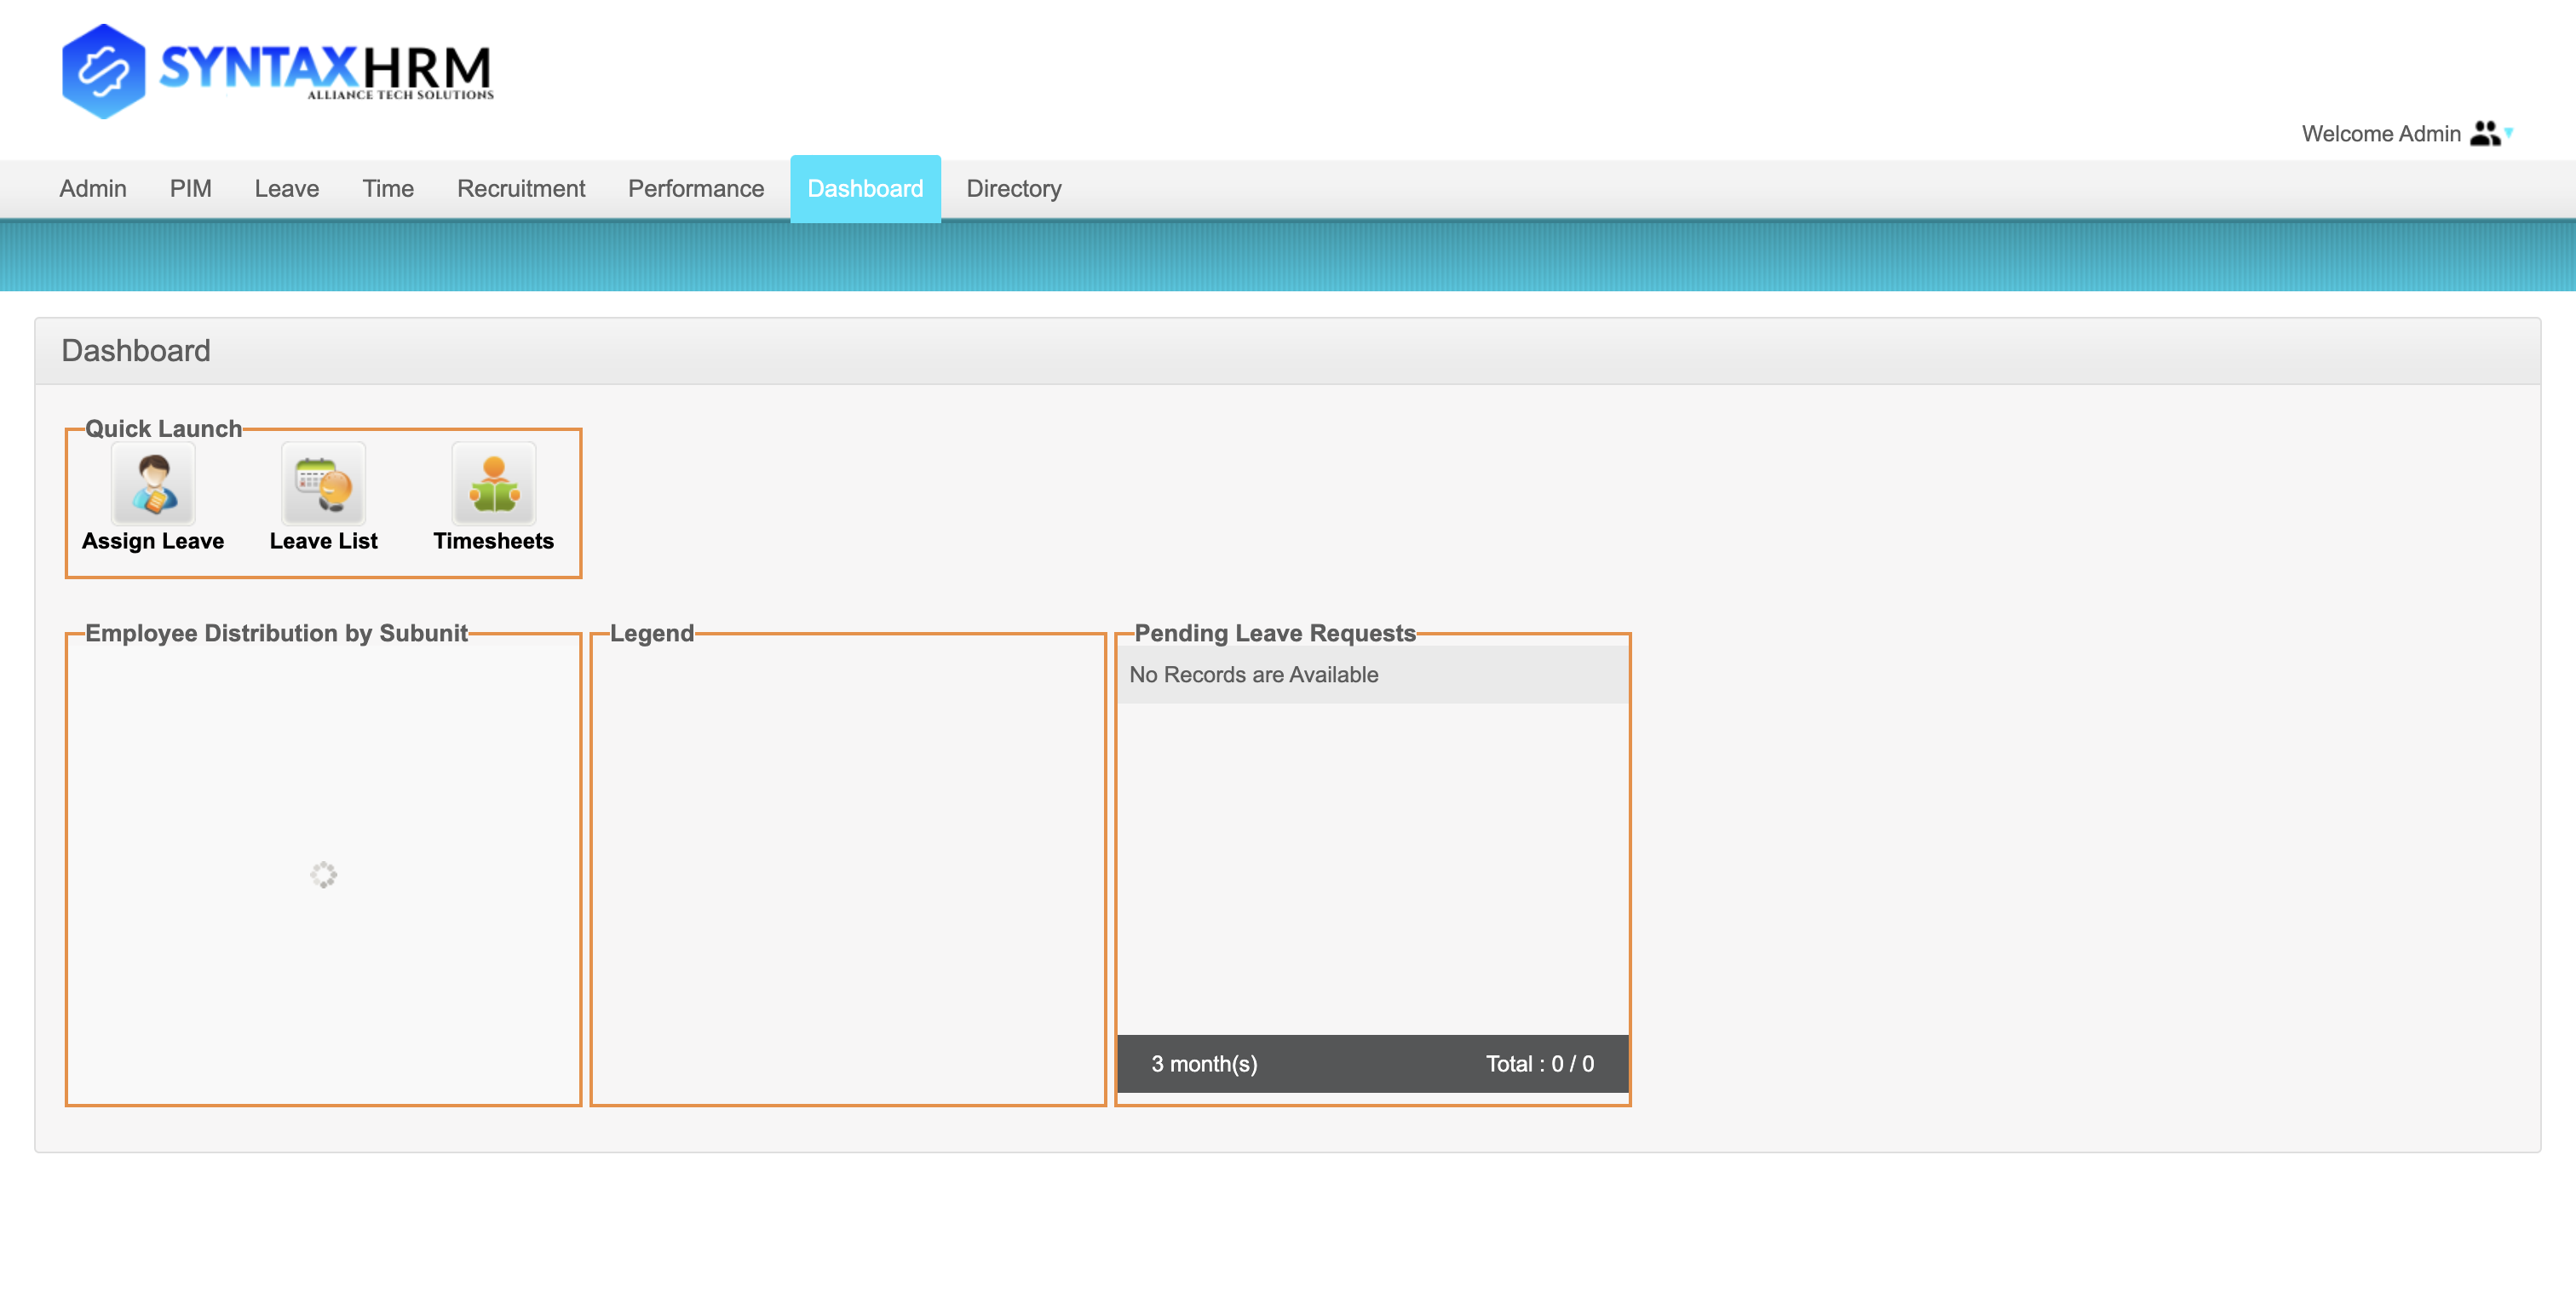 SYNTAXHRM
ALLIANCE TECH SOLUTIONS
Welcome Admin
Admin PIM Leave Time Recruitment Performance Dashboard Directory
Dashboard
Quick Launch
Assign Leave Leave List Timesheets
Employee Distribution by Subunit Legend Pending Leave Requests
No Records are Available
3 month(s) Total : 0 / 0